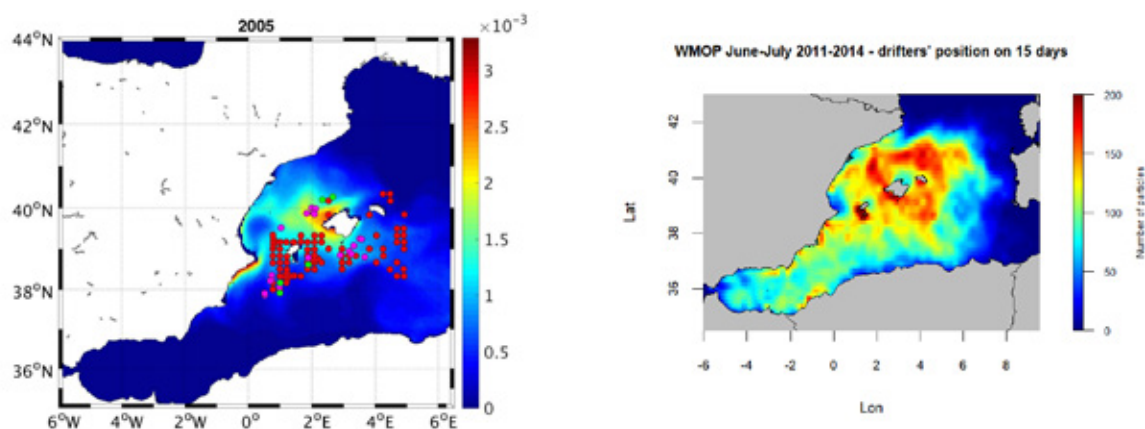 2005
×10⁻³
44°N
42°N
40°N
38°N
36°N
6°W 4°W 2°W 0° 2°E 4°E 6°E
3
2.5
2
1.5
1
0.5
0
WMOP June-July 2011-2014 - drifters' position on 15 days
Lat
42
40
38
36
-6 -4 -2 0 2 4 6 8
Lon
200
150
100
50
0
Number of particles